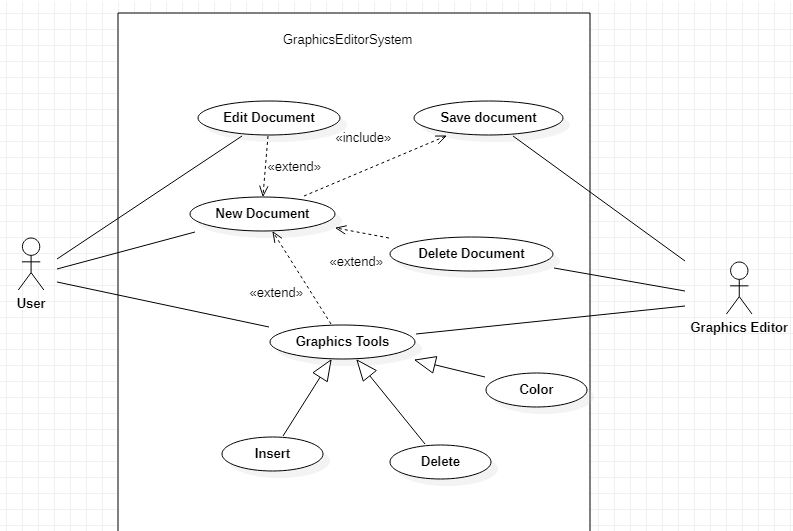 GraphicsEditorSystem
Edit Document
Save document
«include»
«extend»
New Document
Delete Document
«extend»
«extend»
User
Graphics Editor
Graphics Tools
Color
Insert
Delete